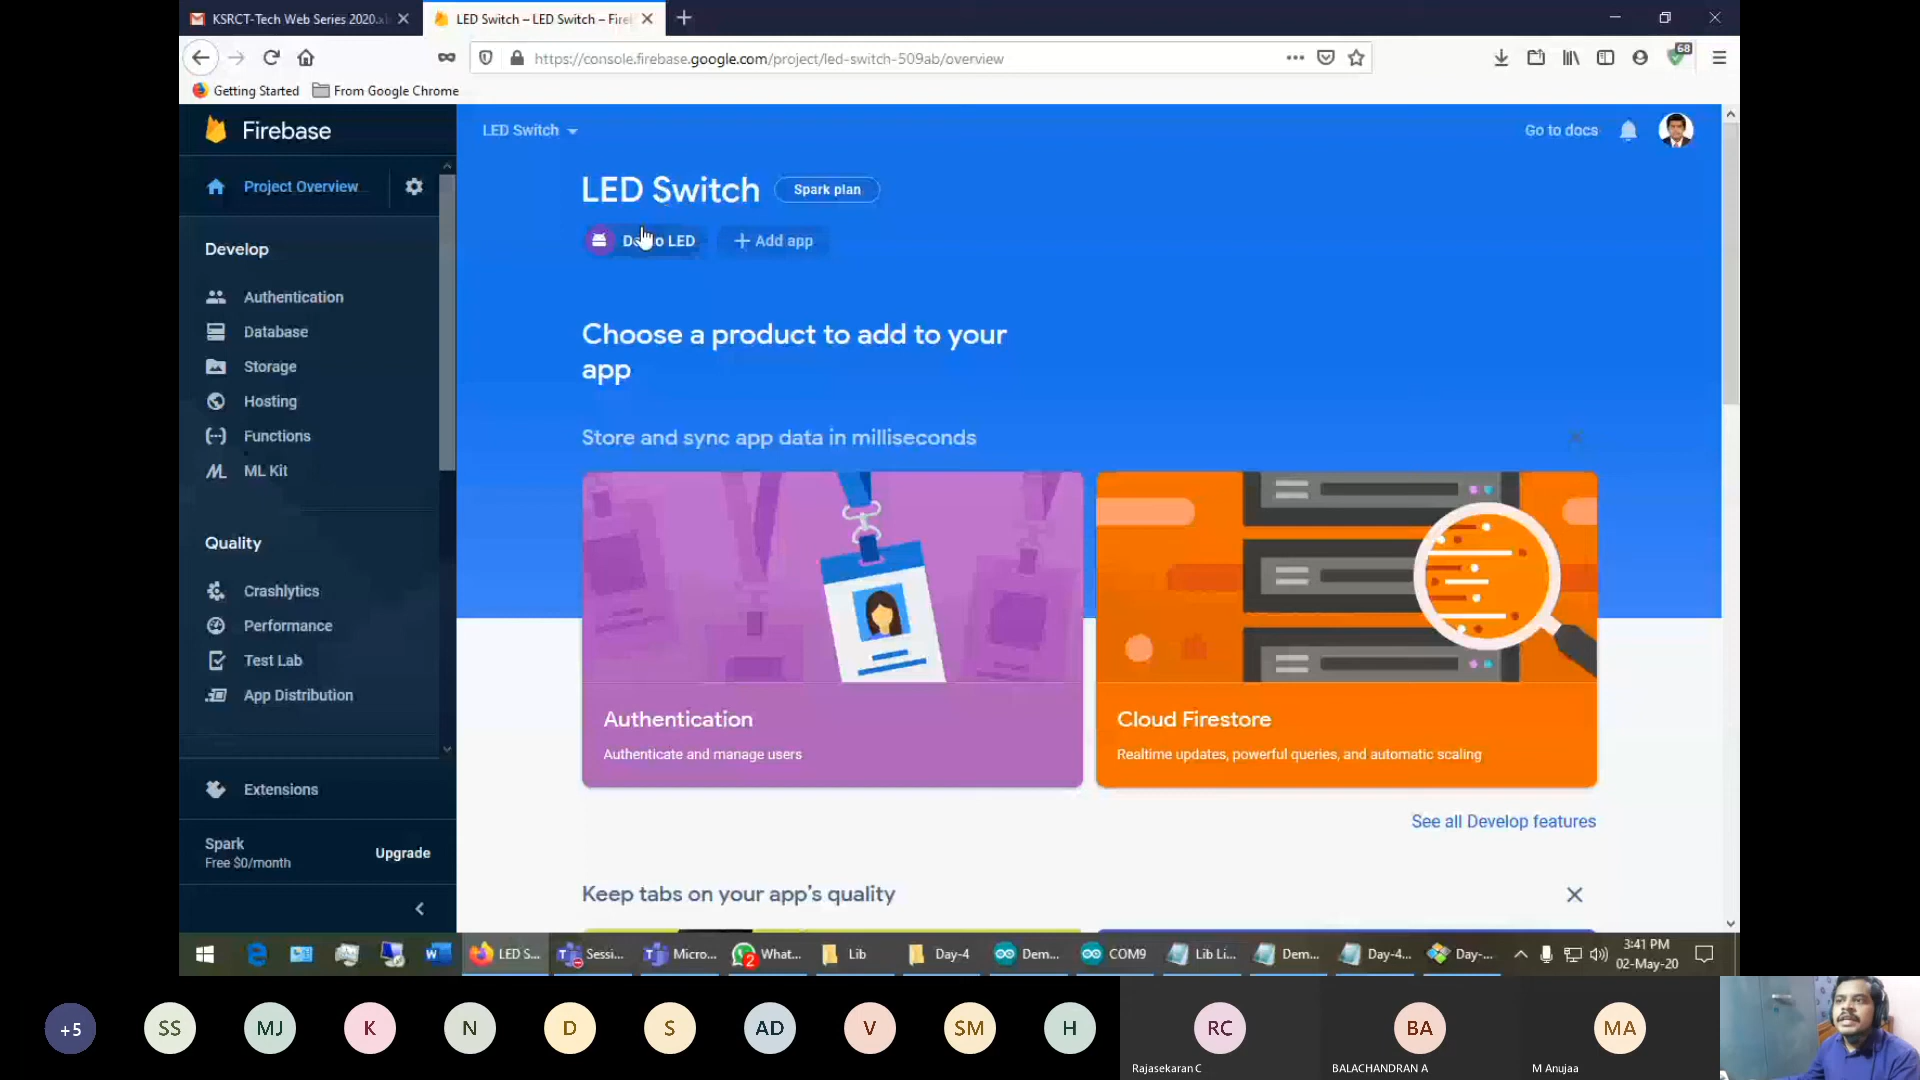 KSRCT-Tech Web Series 2020.x
LED Switch – LED Switch – Fire
https://console.firebase.google.com/project/led-switch-509ab/overview
68
Getting Started
From Google Chrome
Firebase
LED Switch
Go to docs
Project Overview
LED Switch
Spark plan
LED
+ Add app
Develop
Authentication
Database
Storage
Hosting
Functions
ML Kit
Choose a product to add to your
app
Store and sync app data in milliseconds
Quality
Crashlytics
Performance
Test Lab
App Distribution
Authentication
Authenticate and manage users
Cloud Firestore
Realtime updates, powerful queries, and automatic scaling
Extensions
See all Develop features
Spark
Free $0/month
Upgrade
Keep tabs on your app's quality
LED S...
Sessi...
Micro...
2
What...
Lib
Day-4
Dem...
COM9
Lib Li...
Dem...
Day-4...
Day-...
3:41 PM
02-May-20
+5
SS
MJ
K
N
D
S
AD
V
SM
H
RC
BA
MA
Rajasekaran C
BALACHANDRAN A
M Anujaa